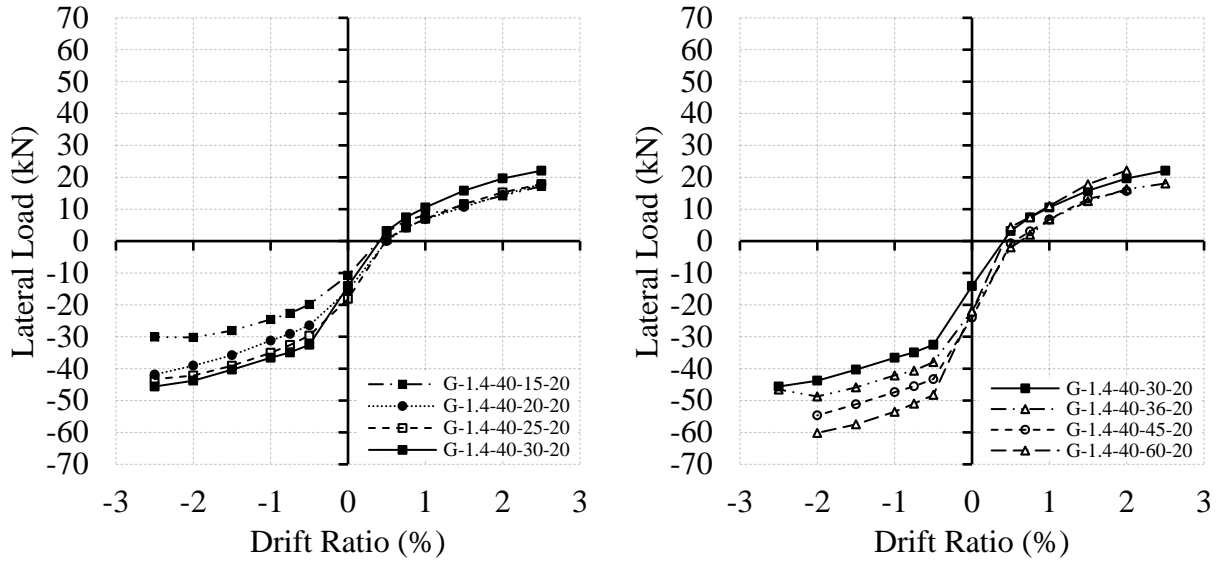 70
60
50
40
30
20
10
0
-10
-20
-30
-40
-50
-60
-70
Lateral Load (kN)
-3 -2 -1 0 1 2 3
Drift Ratio (%)
G-1.4-40-15-20
G-1.4-40-20-20
G-1.4-40-25-20
G-1.4-40-30-20
70
60
50
40
30
20
10
0
-10
-20
-30
-40
-50
-60
-70
Lateral Load (kN)
-3 -2 -1 0 1 2 3
Drift Ratio (%)
G-1.4-40-30-20
G-1.4-40-36-20
G-1.4-40-45-20
G-1.4-40-60-20